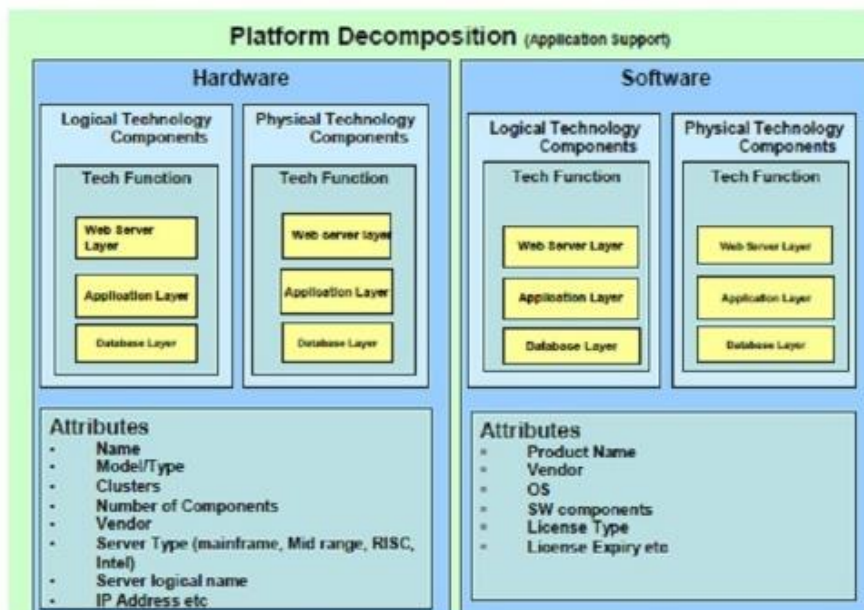 Platform Decomposition (Application Support)
Hardware
Logical Technology
Components
Tech Function
Web Server
Layer
Application Layer
Database Layer
Physical Technology
Components
Tech Function
Web server layer
Application Layer
Database Layer
Attributes
• Name
• Model/Type
• Clusters
• Number of Components
• Vendor
• Server Type (mainframe, Mid range, RISC,
Intel)
• Server logical name
• IP Address etc
Software
Logical Technology
Components
Tech Function
Web Server Layer
Application Layer
Database Layer
Physical Technology
Components
Tech Function
Web Server Layer
Application Layer
Database Layer
Attributes
• Product Name
• Vendor
• OS
• SW components
• License Type
• License Expiry etc